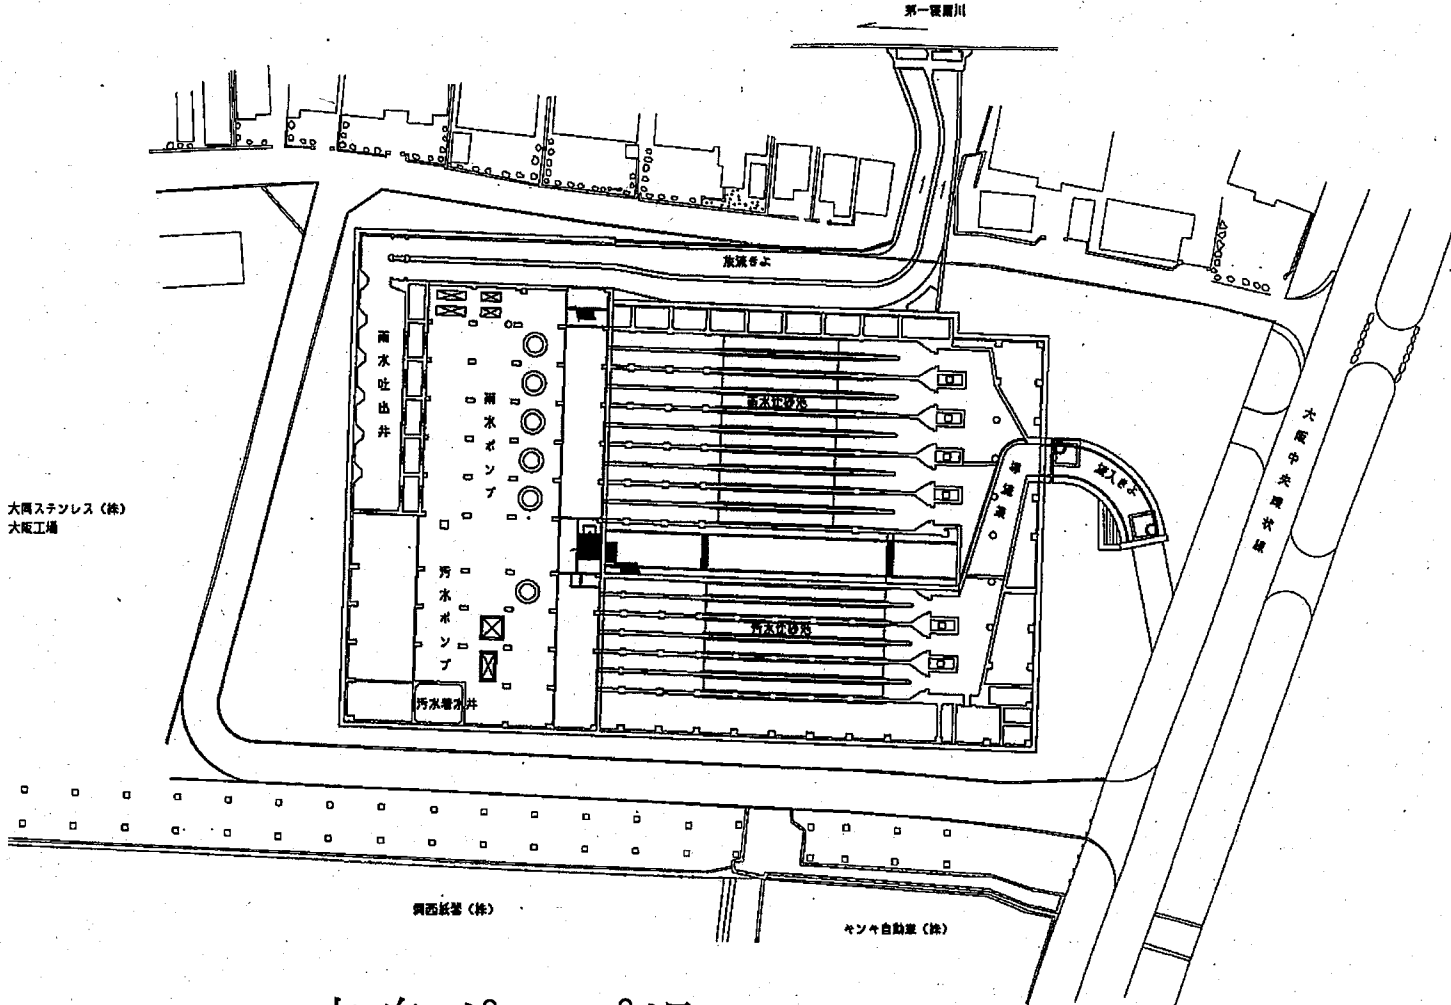 第一寝屋川
放流きよ
雨水吐出井
雨水ポンプ
雨水沈砂池
導流渠
流入きよ
大阪中央環状線
大同ステンレス（株）
大阪工場
汚水ポンプ
汚水沈砂池
汚水着水井
関西紙器（株）
キンキ自動車（株）